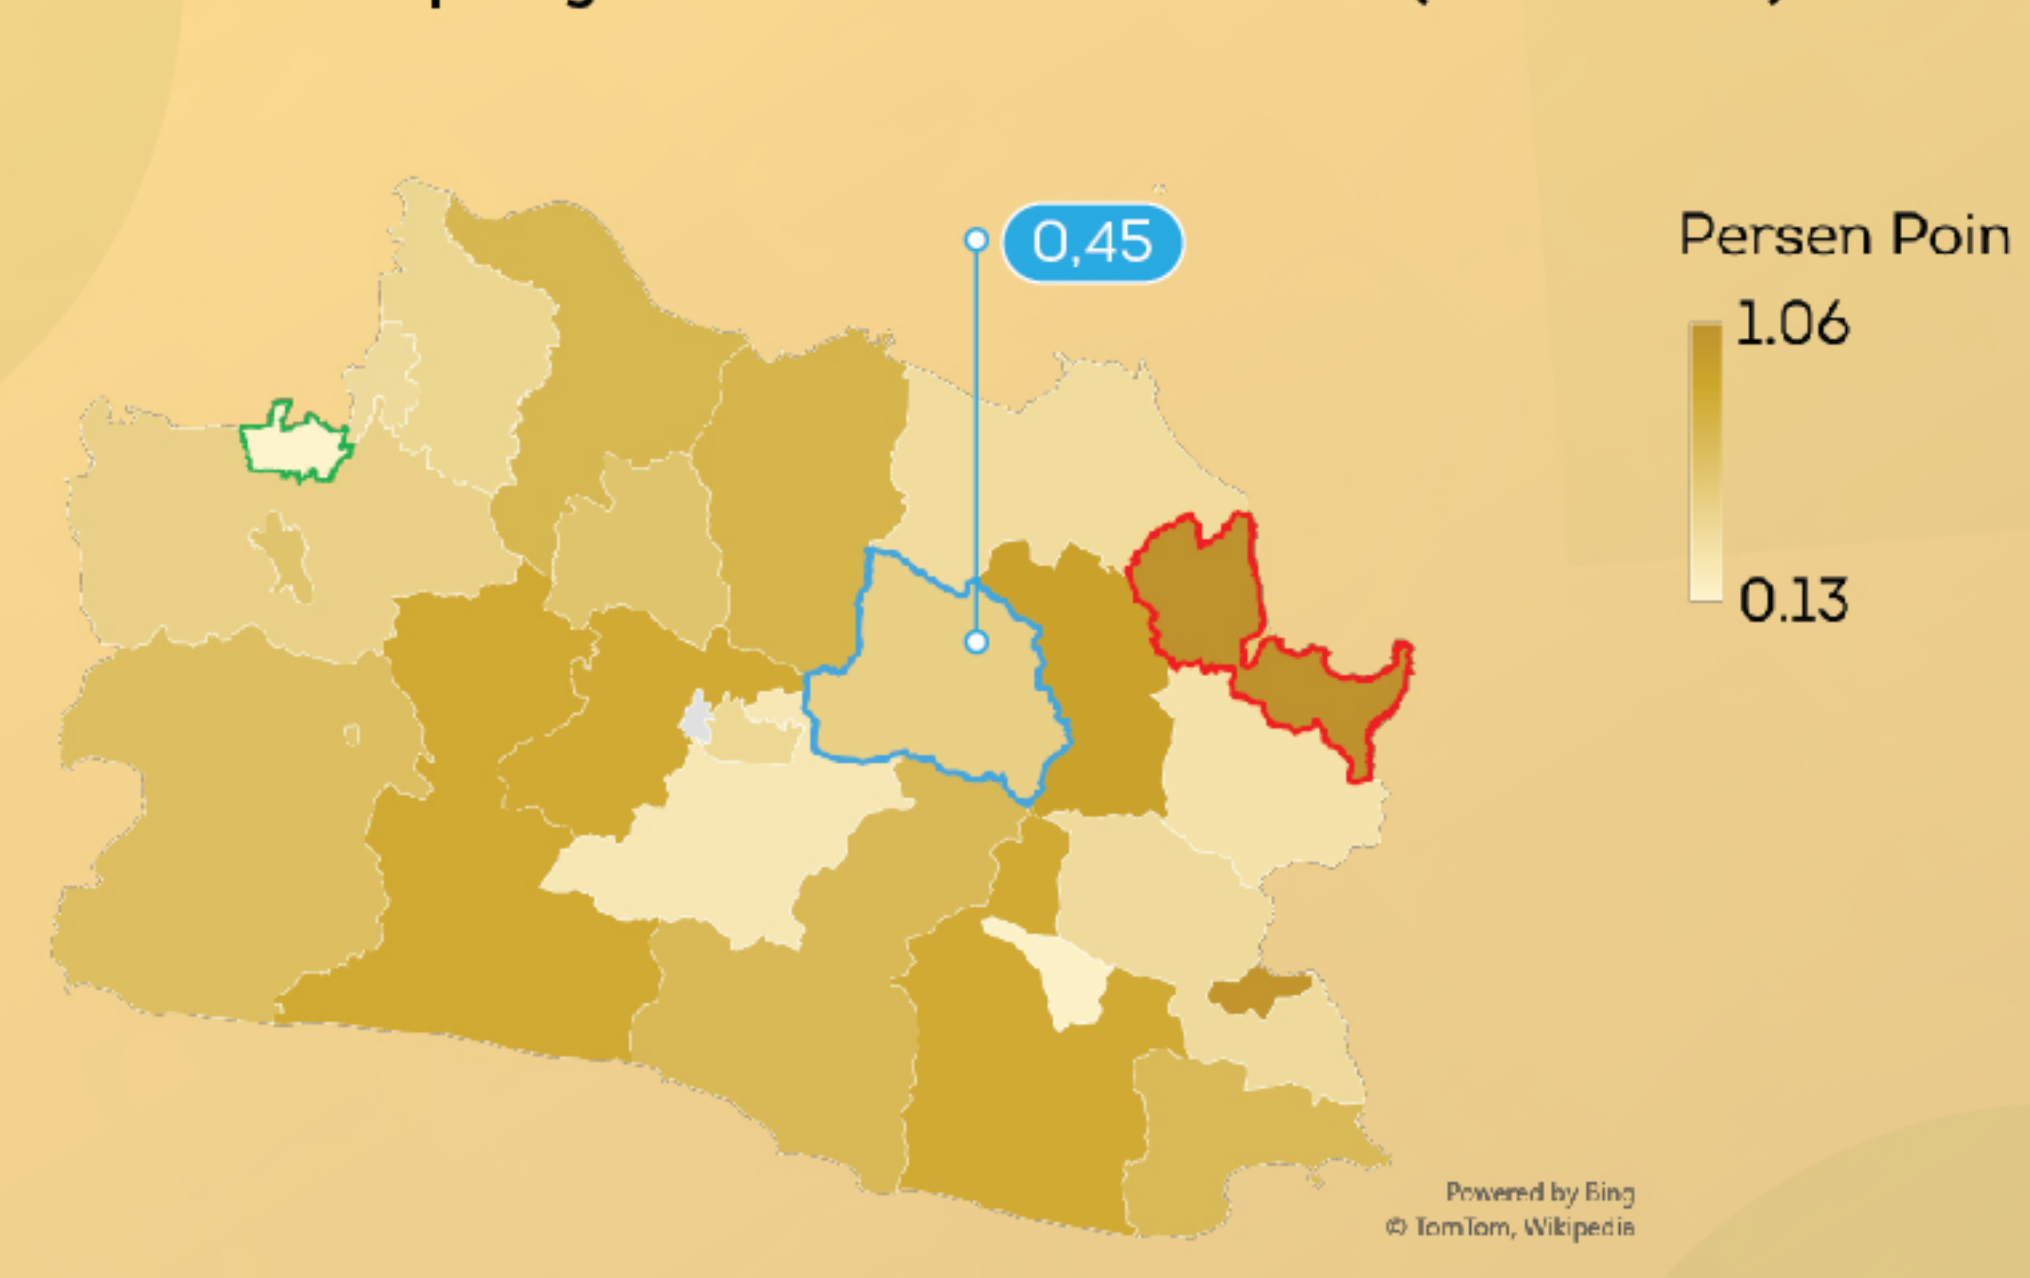 0,45
Persen Poin
1.06
0.13
Powered by Bing
© TomTom, Wikipedia